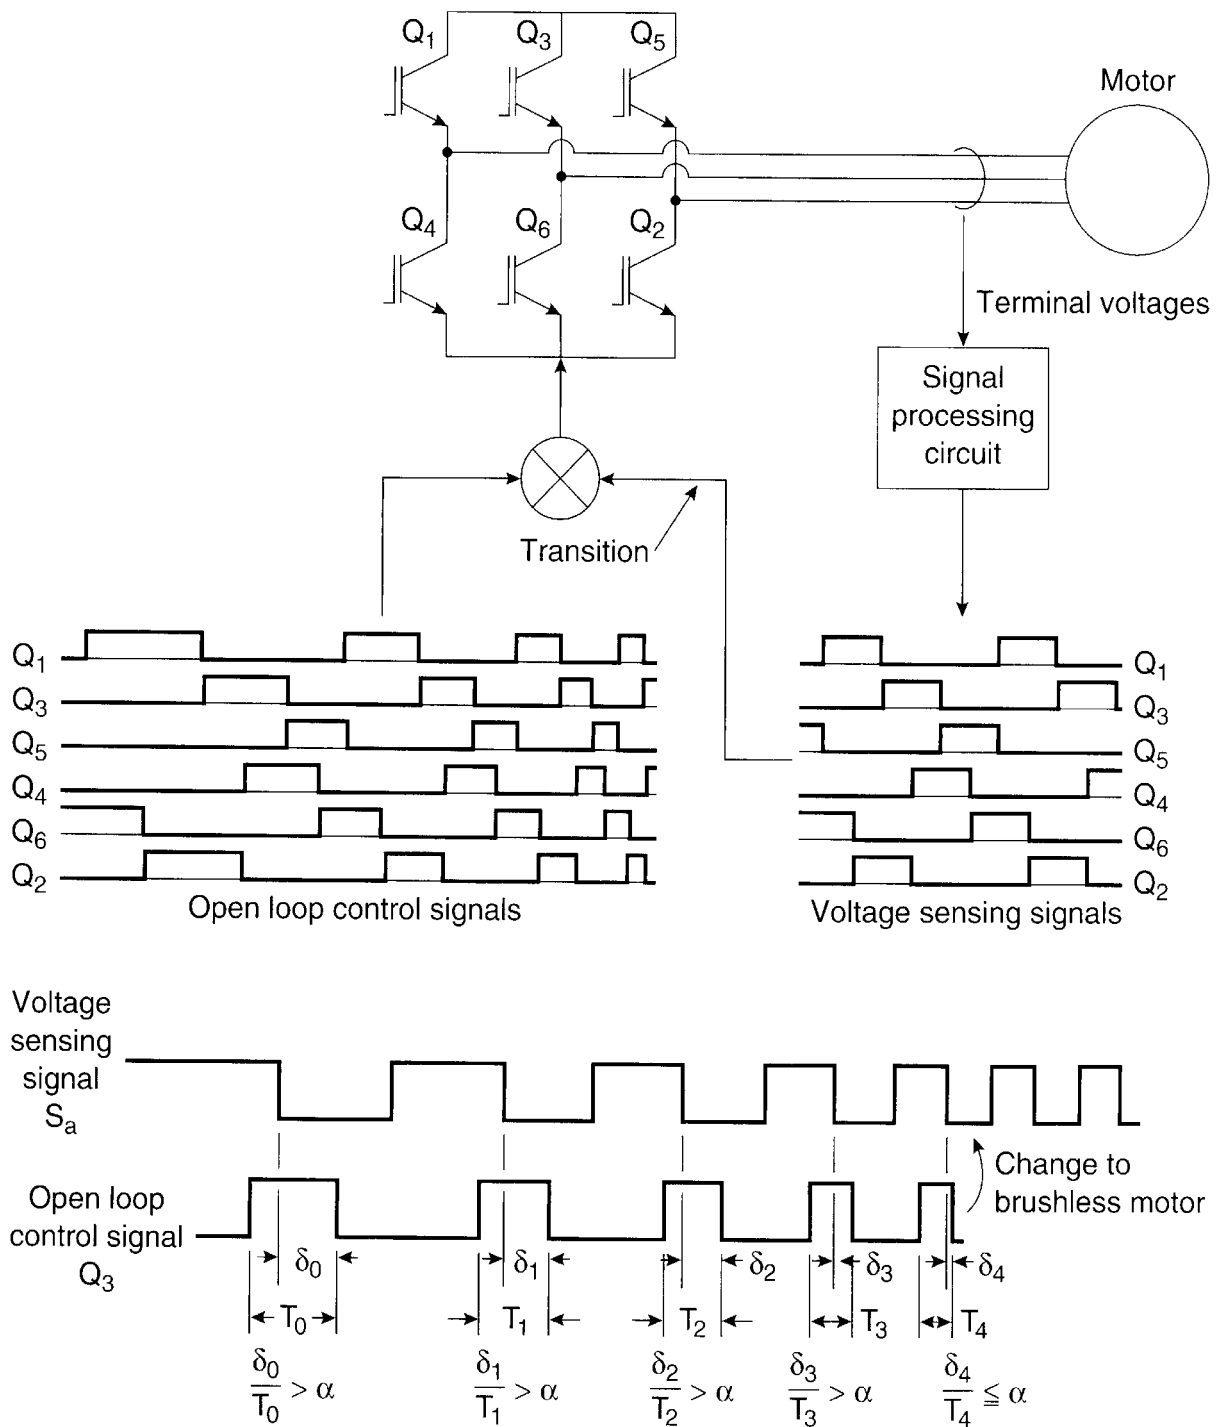 Q1 Q3 Q5
Motor
Q4 Q6 Q2
Terminal voltages
Signal
processing
circuit
Transition
Q1
Q3
Q5
Q4
Q6
Q2
Open loop control signals
Q1
Q3
Q5
Q4
Q6
Q2
Voltage sensing signals
Voltage
sensing
signal
Sa
Change to
brushless motor
Open loop
control signal
Q3
δ0 δ1 δ2 δ3 δ4
T0 T1 T2 T3 T4
δ0/T0 > α δ1/T1 > α δ2/T2 > α δ3/T3 > α δ4/T4 ≦ α